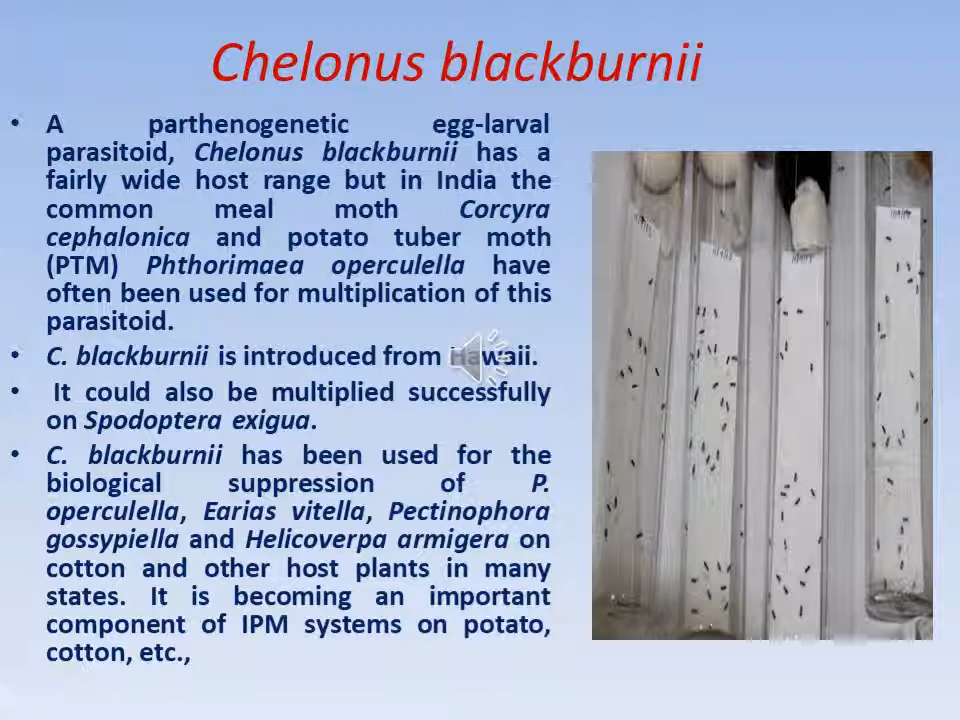 Chelonus blackburnii
• A parthenogenetic egg-larval
parasitoid, Chelonus blackburnii has a
fairly wide host range but in India the
common meal moth Corcyra
cephalonica and potato tuber moth
(PTM) Phthorimaea operculella have
often been used for multiplication of this
parasitoid.
• C. blackburnii is introduced from Hawaii.
• It could also be multiplied successfully
on Spodoptera exigua.
• C. blackburnii has been used for the
biological suppression of P.
operculella, Earias vitella, Pectinophora
gossypiella and Helicoverpa armigera on
cotton and other host plants in many
states. It is becoming an important
component of IPM systems on potato,
cotton, etc.,